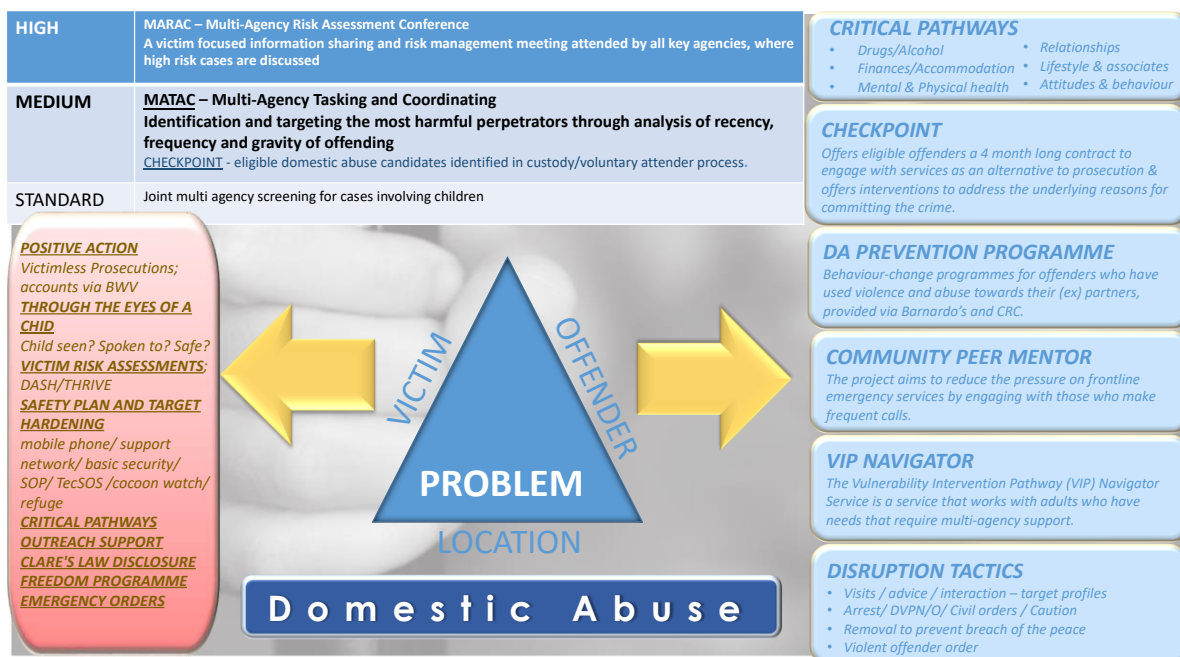 HIGH
MARAC – Multi-Agency Risk Assessment Conference
A victim focused information sharing and risk management meeting attended by all key agencies, where
high risk cases are discussed
MEDIUM
MATAC – Multi-Agency Tasking and Coordinating
Identification and targeting the most harmful perpetrators through analysis of recency,
frequency and gravity of offending
CHECKPOINT - eligible domestic abuse candidates identified in custody/voluntary attender process.
STANDARD
Joint multi agency screening for cases involving children
POSITIVE ACTION
Victimless Prosecutions;
accounts via BWV
THROUGH THE EYES OF A
CHID
Child seen? Spoken to? Safe?
VICTIM RISK ASSESSMENTS;
DASH/THRIVE
SAFETY PLAN AND TARGET
HARDENING
mobile phone/ support
network/ basic security/
SOP/ TecSOS /cocoon watch/
refuge
CRITICAL PATHWAYS
OUTREACH SUPPORT
CLARE'S LAW DISCLOSURE
FREEDOM PROGRAMME
EMERGENCY ORDERS
VICTIM
OFFENDER
PROBLEM
LOCATION
Domestic Abuse
CRITICAL PATHWAYS
• Drugs/Alcohol
• Finances/Accommodation
• Mental & Physical health
• Relationships
• Lifestyle & associates
• Attitudes & behaviour
CHECKPOINT
Offers eligible offenders a 4 month long contract to
engage with services as an alternative to prosecution &
offers interventions to address the underlying reasons for
committing the crime.
DA PREVENTION PROGRAMME
Behaviour-change programmes for offenders who have
used violence and abuse towards their (ex) partners,
provided via Barnardo's and CRC.
COMMUNITY PEER MENTOR
The project aims to reduce the pressure on frontline
emergency services by engaging with those who make
frequent calls.
VIP NAVIGATOR
The Vulnerability Intervention Pathway (VIP) Navigator
Service is a service that works with adults who have
needs that require multi-agency support.
DISRUPTION TACTICS
• Visits / advice / interaction – target profiles
• Arrest/ DVPN/O/ Civil orders / Caution
• Removal to prevent breach of the peace
• Violent offender order